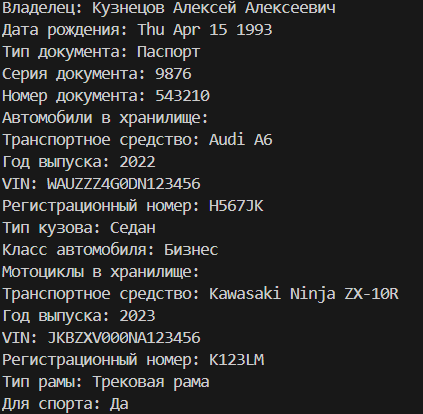 Владелец: Кузнецов Алексей Алексеевич
Дата рождения: Thu Apr 15 1993
Тип документа: Паспорт
Серия документа: 9876
Номер документа: 543210
Автомобили в хранилище:
Транспортное средство: Audi A6
Год выпуска: 2022
VIN: WAUZZZ4G0DN123456
Регистрационный номер: H567JK
Тип кузова: Седан
Класс автомобиля: Бизнес
Мотоциклы в хранилище:
Транспортное средство: Kawasaki Ninja ZX-10R
Год выпуска: 2023
VIN: JKBZXV000NA123456
Регистрационный номер: K123LM
Тип рамы: Трековая рама
Для спорта: Да